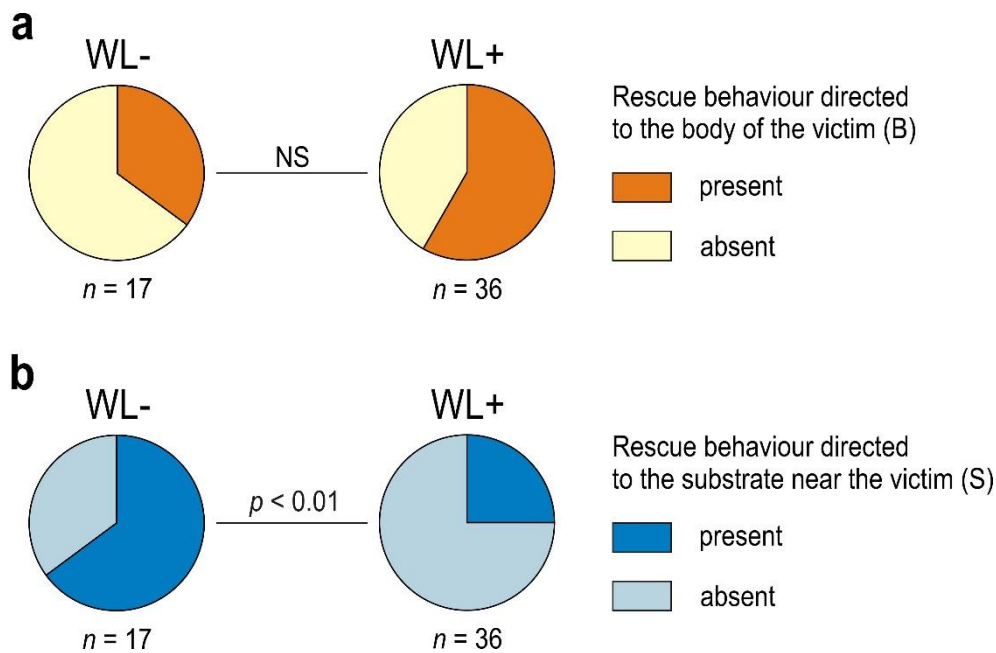 a
WL-
WL+
NS
n = 17
n = 36
Rescue behaviour directed
to the body of the victim (B)
present
absent
b
WL-
WL+
p < 0.01
n = 17
n = 36
Rescue behaviour directed
to the substrate near the victim (S)
present
absent